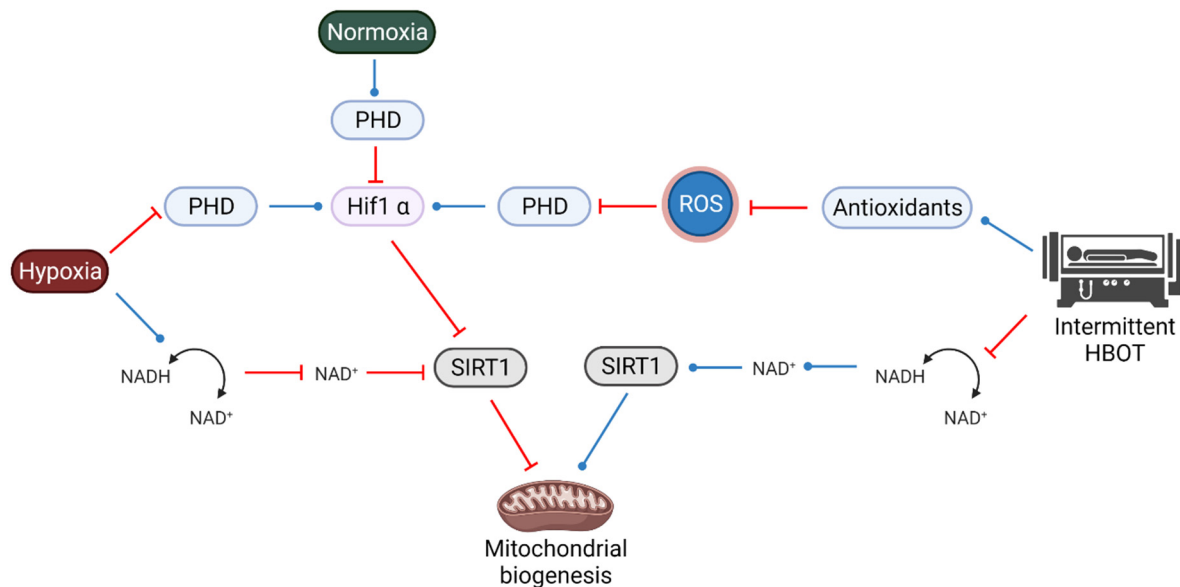 Normoxia
PHD
PHD
Hif1 α
PHD
ROS
Antioxidants
Hypoxia
Intermittent
HBOT
NADH
NAD⁺
NAD⁺
SIRT1
SIRT1
NAD⁺
NADH
NAD⁺
Mitochondrial
biogenesis